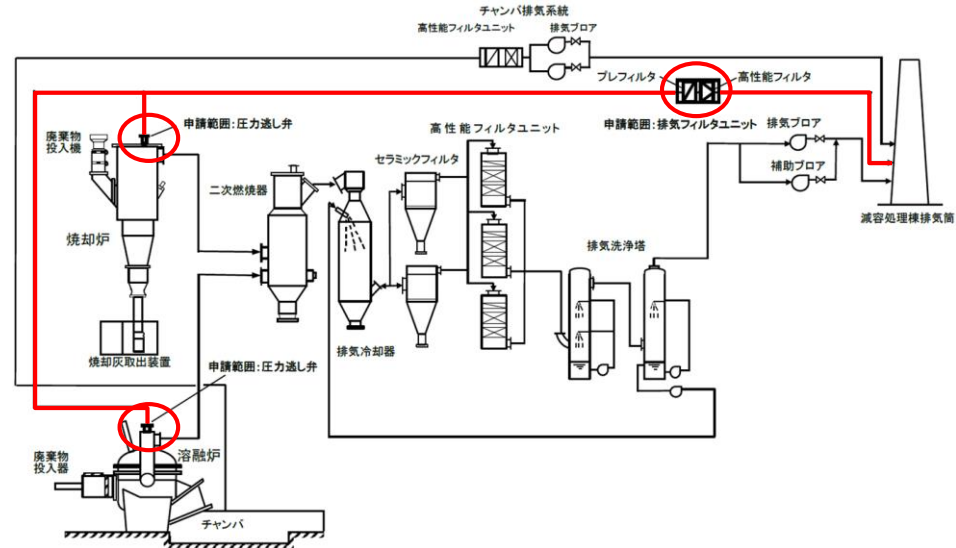 チャンバ排気系統
高性能フィルタユニット
排気ブロア
プレフィルタ
高性能フィルタ
申請範囲:圧力逃し弁
申請範囲:排気フィルタユニット
廃棄物
投入機
高性能フィルタユニット
排気ブロア
セラミックフィルタ
補助ブロア
二次燃焼器
減容処理棟排気筒
焼却炉
排気洗浄塔
排気冷却器
焼却灰取出装置
申請範囲:圧力逃し弁
溶融炉
廃棄物
投入器
チャンバ